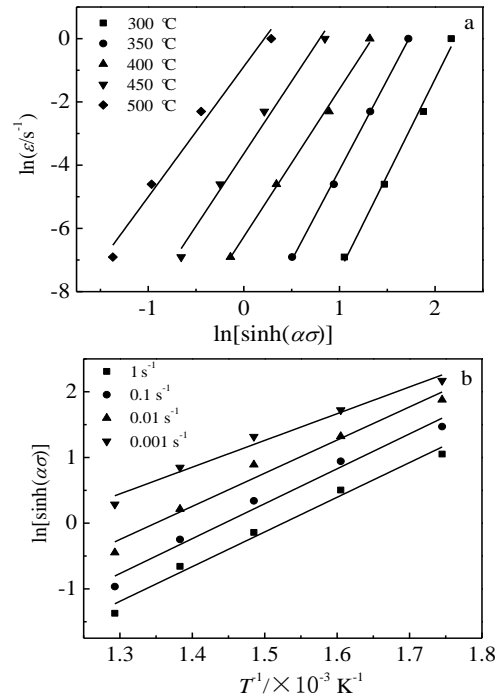 a
300 ℃
350 ℃
400 ℃
450 ℃
500 ℃
ln(ε/s⁻¹)
0
-2
-4
-6
-8
-1 0 1 2
ln[sinh(ασ)]
b
1 s⁻¹
0.1 s⁻¹
0.01 s⁻¹
0.001 s⁻¹
ln[sinh(ασ)]
2
1
0
-1
1.3 1.4 1.5 1.6 1.7 1.8
T⁻¹/×10⁻³ K⁻¹